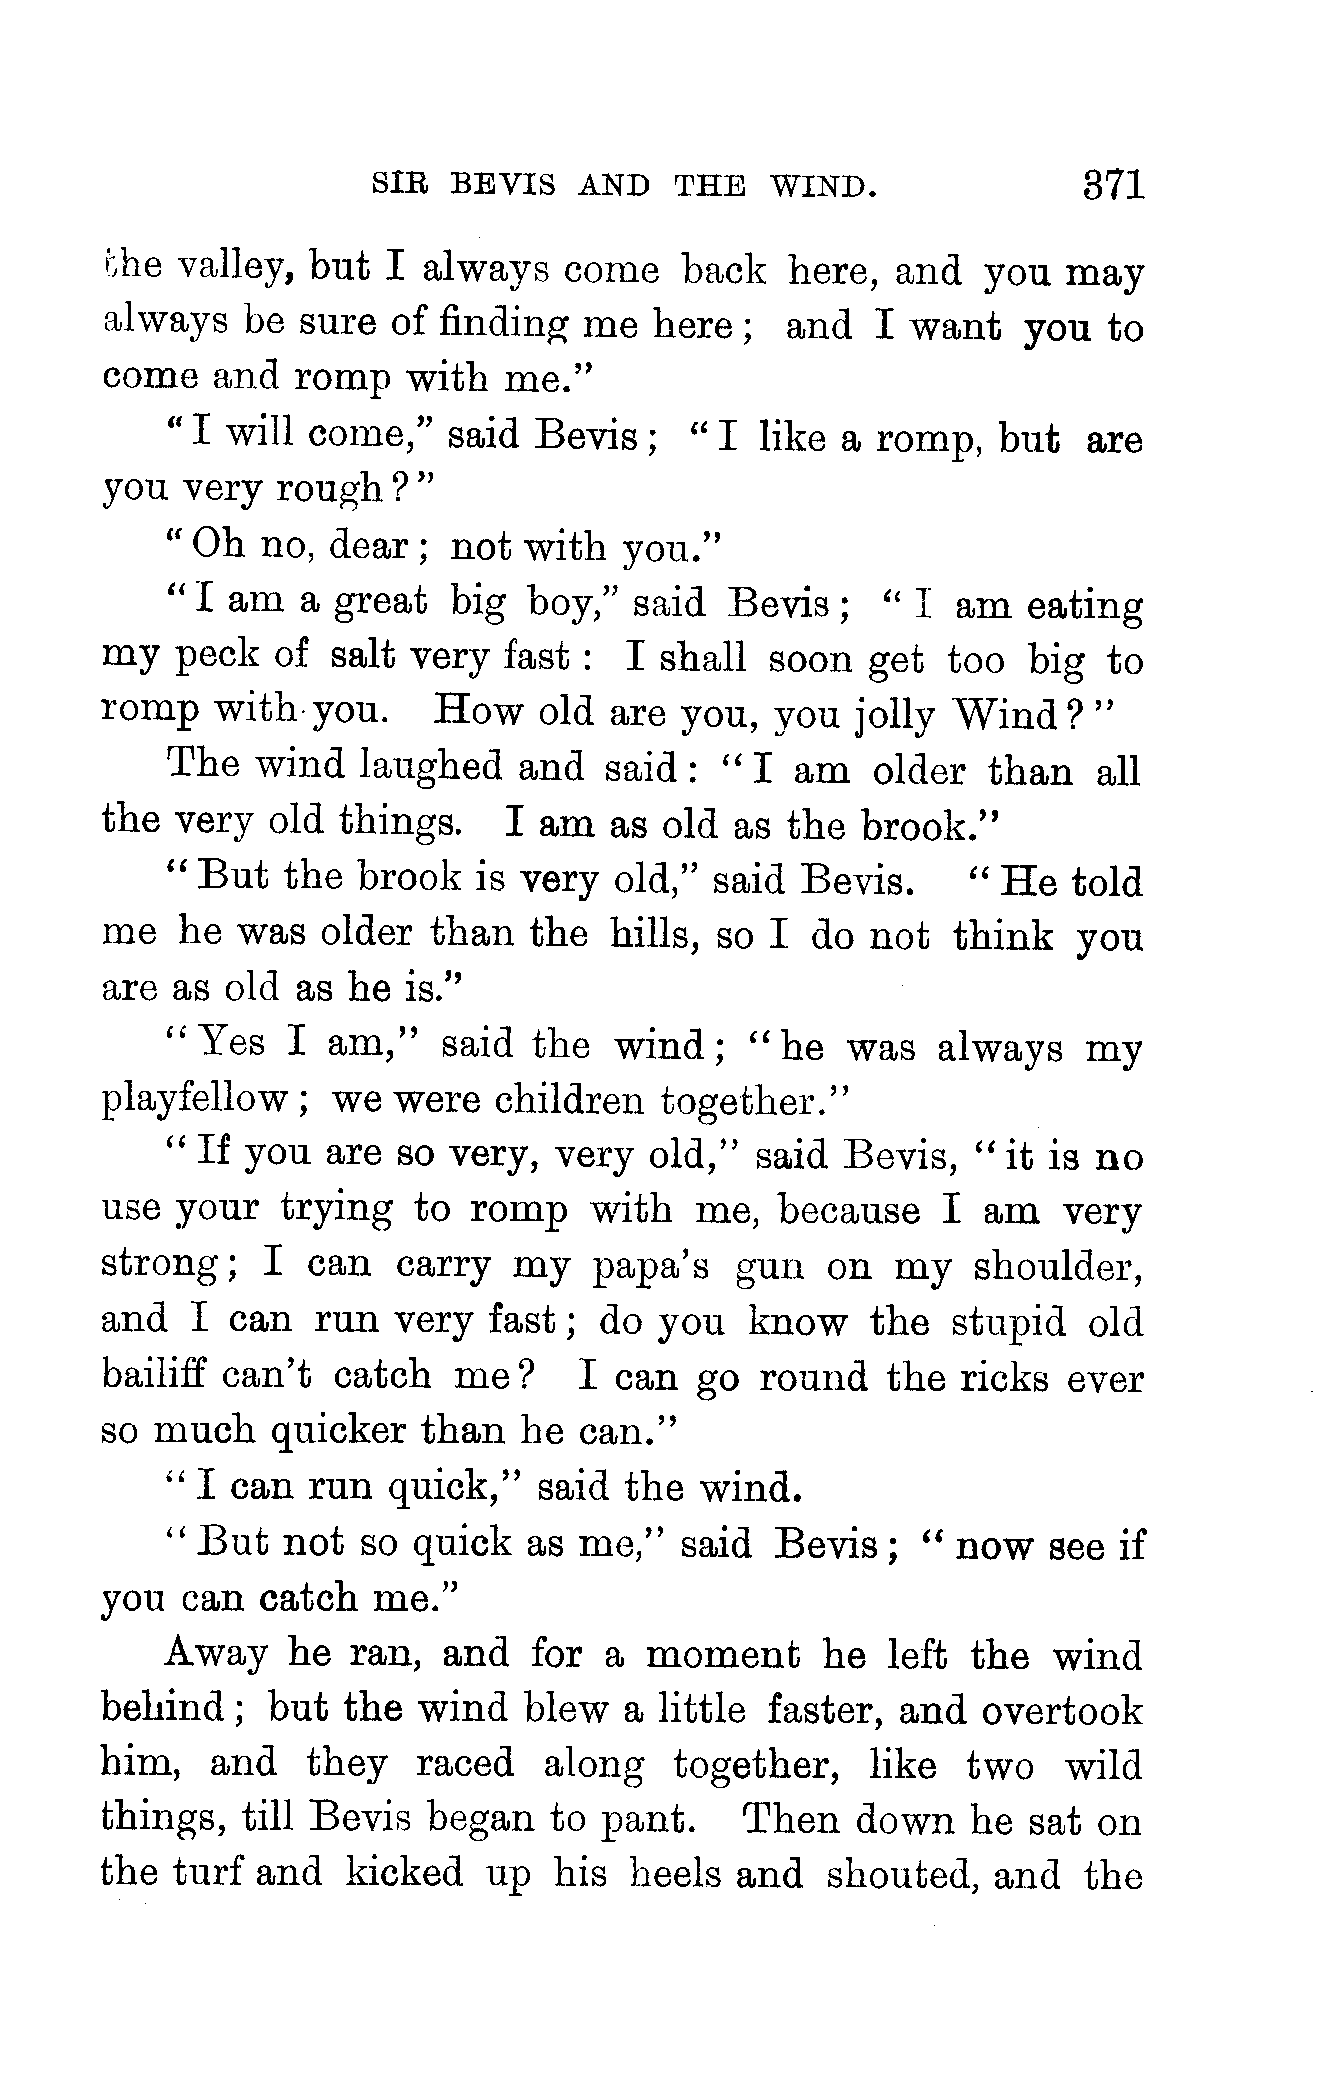 SIR BEVIS AND THE WIND. 371
the valley, but I always come back here, and you may
always be sure of finding me here; and I want you to
come and romp with me."
"I will come," said Bevis; "I like a romp, but are
you very rough?"
"Oh no, dear; not with you."
"I am a great big boy," said Bevis; "I am eating
my peck of salt very fast: I shall soon get too big to
romp with you. How old are you, you jolly Wind?"
The wind laughed and said: "I am older than all
the very old things. I am as old as the brook."
"But the brook is very old," said Bevis. "He told
me he was older than the hills, so I do not think you
are as old as he is."
"Yes I am," said the wind; "he was always my
playfellow; we were children together."
"If you are so very, very old," said Bevis, "it is no
use your trying to romp with me, because I am very
strong; I can carry my papa's gun on my shoulder,
and I can run very fast; do you know the stupid old
bailiff can't catch me? I can go round the ricks ever
so much quicker than he can."
"I can run quick," said the wind.
"But not so quick as me," said Bevis; "now see if
you can catch me."
Away he ran, and for a moment he left the wind
behind; but the wind blew a little faster, and overtook
him, and they raced along together, like two wild
things, till Bevis began to pant. Then down he sat on
the turf and kicked up his heels and shouted, and the